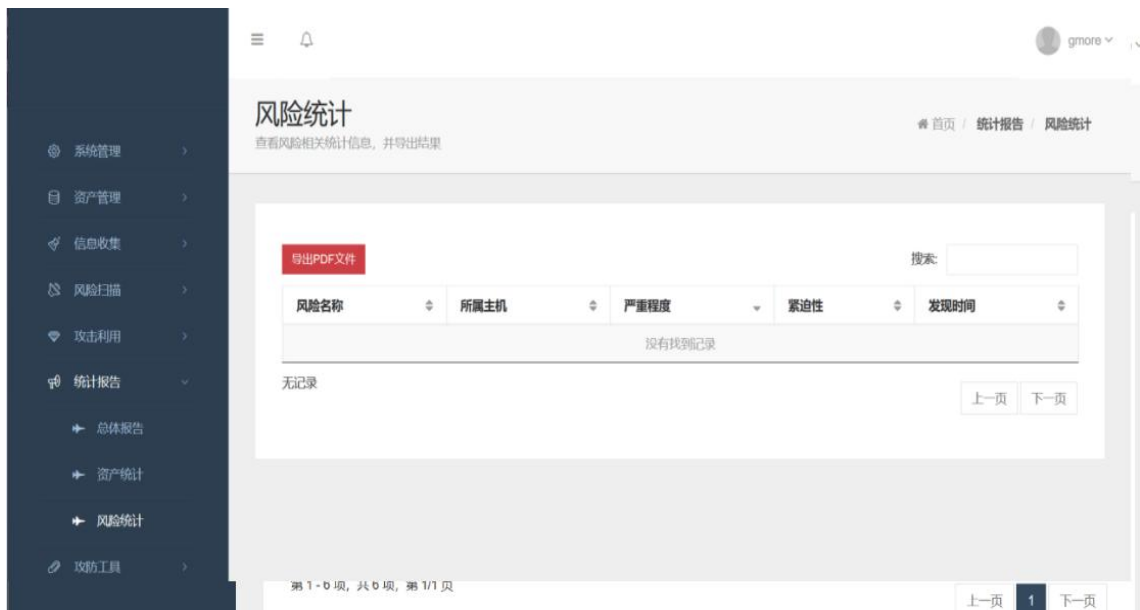 gmore
风险统计
查看风险相关统计信息，并导出结果
首页 / 统计报告 / 风险统计
系统管理
资产管理
信息收集
风险扫描
攻击利用
统计报告
总体报告
资产统计
风险统计
攻防工具
导出PDF文件
搜索:
风险名称 所属主机 严重程度 紧迫性 发现时间
没有找到记录
无记录
上一页 下一页
第 1 - 6 项, 共 6 项, 第 1/1 页
上一页 1 下一页